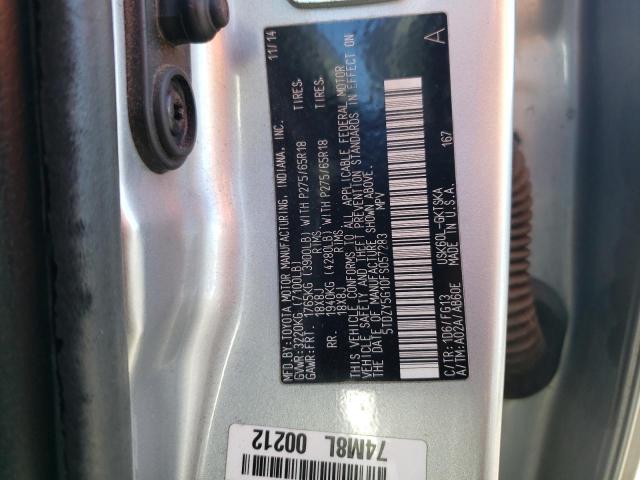 MFD. BY:TOYOTA MOTOR MANUFACTURING, INDIANA, INC. 11/14
GVWR:3220KG (7100LB)
GAWR:FRT. 1765KG (3900LB) WITH P275/65R18 TIRES,
18X8J RIMS,
RR. 1940KG (4280LB) WITH P275/65R18 TIRES,
18X8J RIMS,
THIS VEHICLE CONFORMS TO ALL APPLICABLE FEDERAL MOTOR
VEHICLE SAFETY AND THEFT PREVENTION STANDARDS IN EFFECT ON
THE DATE OF MANUFACTURE SHOWN ABOVE.
5TDZY5G10FS057283 MPV
C/TR:1D6/FG13 USK60L-GKTSKA 167
A/TM:A02A/AB60E MADE IN U.S.A.
A
74M8L 00212